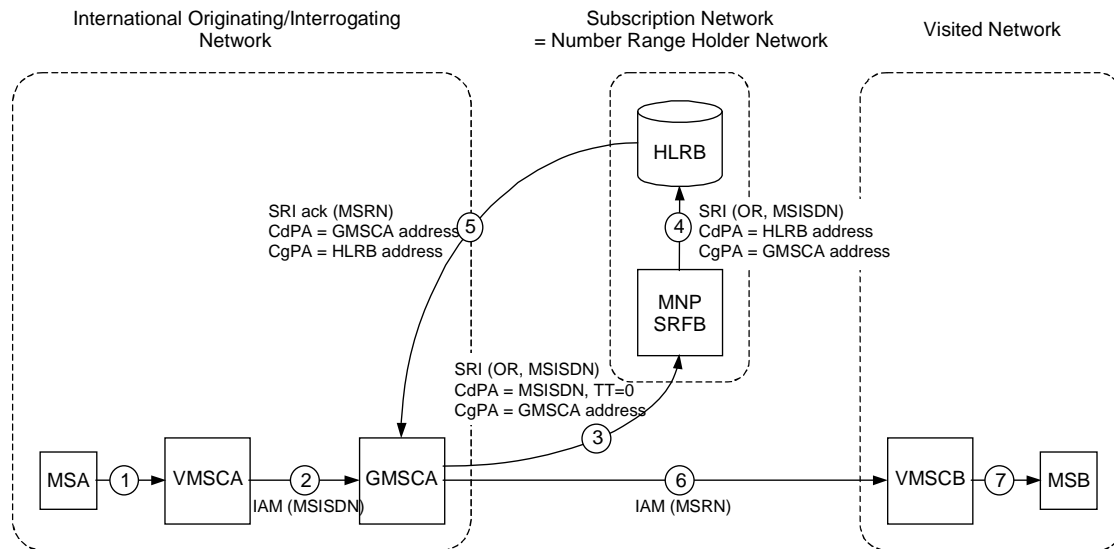 International Originating/Interrogating
Network
Subscription Network
= Number Range Holder Network
Visited Network
HLRB
SRI ack (MSRN)
CdPA = GMSCA address
CgPA = HLRB address
5
4
SRI (OR, MSISDN)
CdPA = HLRB address
CgPA = GMSCA address
MNP
SRFB
SRI (OR, MSISDN)
CdPA = MSISDN, TT=0
CgPA = GMSCA address
3
MSA
1
VMSCA
2
IAM (MSISDN)
GMSCA
6
IAM (MSRN)
VMSCB
7
MSB